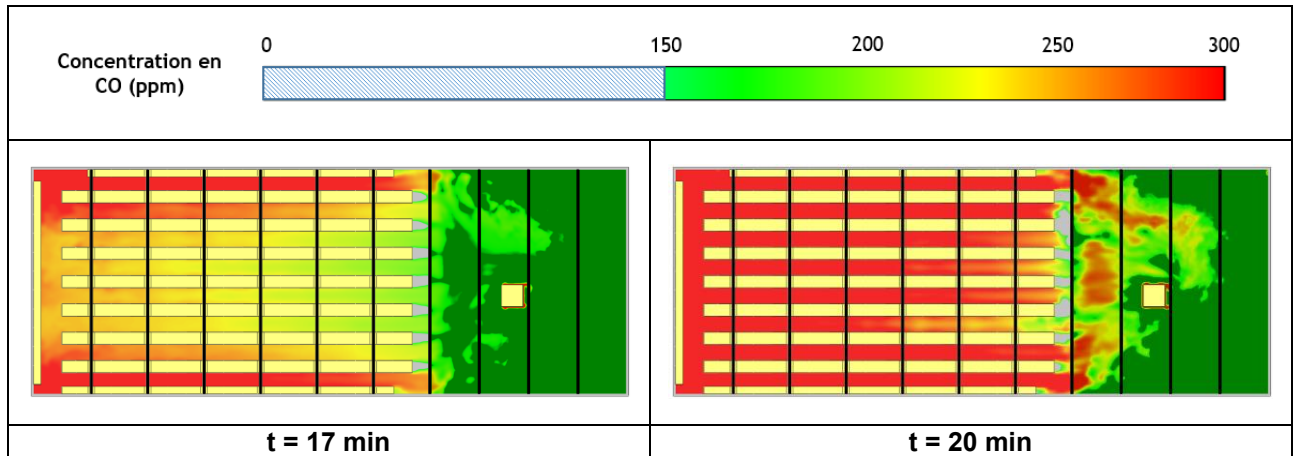 Concentration en
CO (ppm)
0 150 200 250 300
t = 17 min
t = 20 min